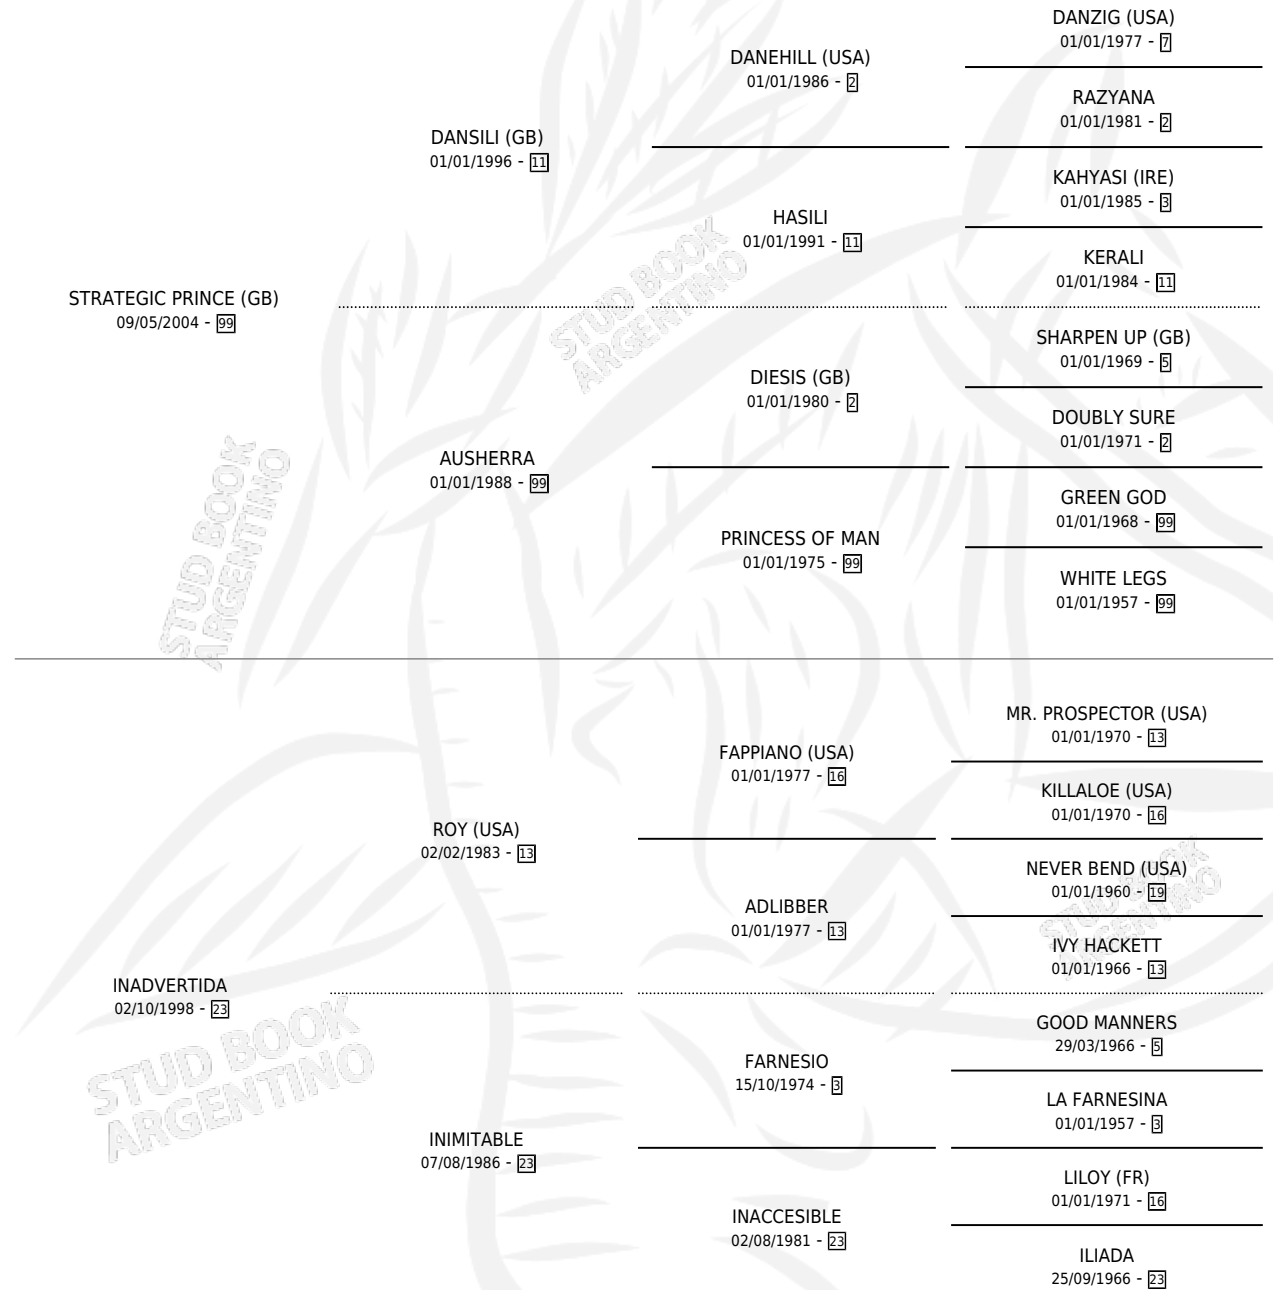 DANZIG (USA)
01/01/1977 - 7
DANEHILL (USA)
01/01/1986 - 2
RAZYANA
01/01/1981 - 2
DANSILI (GB)
01/01/1996 - 11
KAHYASI (IRE)
01/01/1985 - 3
HASILI
01/01/1991 - 11
KERALI
01/01/1984 - 11
STRATEGIC PRINCE (GB)
09/05/2004 - 99
STUD BOOK
ARGENTINO
SHARPEN UP (GB)
01/01/1969 - 5
DIESIS (GB)
01/01/1980 - 2
DOUBLY SURE
01/01/1971 - 2
AUSHERRA
01/01/1988 - 99
GREEN GOD
01/01/1968 - 99
PRINCESS OF MAN
01/01/1975 - 99
WHITE LEGS
01/01/1957 - 99
STUD BOOK
ARGENTINO
MR. PROSPECTOR (USA)
01/01/1970 - 13
FAPPIANO (USA)
01/01/1977 - 16
KILLALOE (USA)
01/01/1970 - 16
ROY (USA)
02/02/1983 - 13
NEVER BEND (USA)
01/01/1960 - 19
ADLIBBER
01/01/1977 - 13
STUD BOOK
ARGENTINO
IVY HACKETT
01/01/1966 - 13
INADVERTIDA
02/10/1998 - 23
GOOD MANNERS
29/03/1966 - 5
FARNESIO
15/10/1974 - 3
STUD BOOK
ARGENTINO
LA FARNESINA
01/01/1957 - 3
INIMITABLE
07/08/1986 - 23
LILOY (FR)
01/01/1971 - 16
INACCESIBLE
02/08/1981 - 23
ILIADA
25/09/1966 - 23